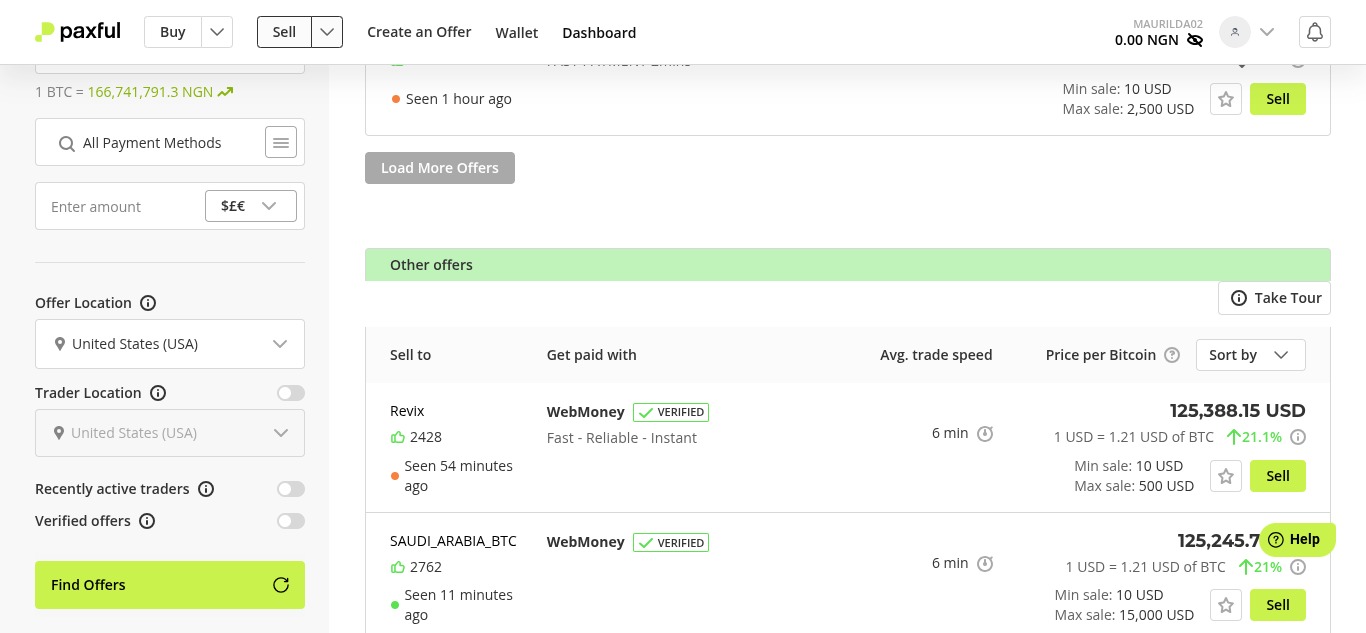 paxful
Buy
Sell
Create an Offer
Wallet
Dashboard
MAURILDA02
0.00 NGN
1 BTC = 166,741,791.3 NGN
All Payment Methods
Enter amount
$£€
Offer Location
United States (USA)
Trader Location
United States (USA)
Recently active traders
Verified offers
Find Offers
Seen 1 hour ago
Min sale: 10 USD
Max sale: 2,500 USD
Sell
Load More Offers
Other offers
Take Tour
Sell to
Get paid with
Avg. trade speed
Price per Bitcoin
Sort by
Revix
2428
Seen 54 minutes
ago
WebMoney
VERIFIED
Fast - Reliable - Instant
6 min
125,388.15 USD
1 USD = 1.21 USD of BTC
21.1%
Min sale: 10 USD
Max sale: 500 USD
Sell
SAUDI_ARABIA_BTC
2762
Seen 11 minutes
ago
WebMoney
VERIFIED
6 min
125,245.7
Help
1 USD = 1.21 USD of BTC
21%
Min sale: 10 USD
Max sale: 15,000 USD
Sell